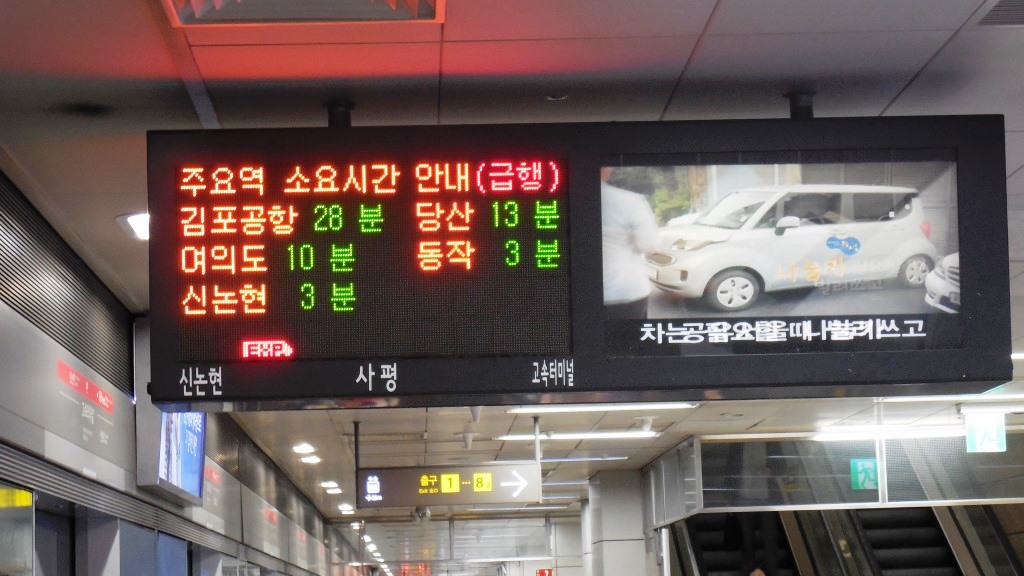 주요역 소요시간 안내(급행)
김포공항 28 분 당산 13 분
여의도 10 분 동작 3 분
신논현 3 분
EXP
신논현 사평 고속터미널
출구 1 ... 8